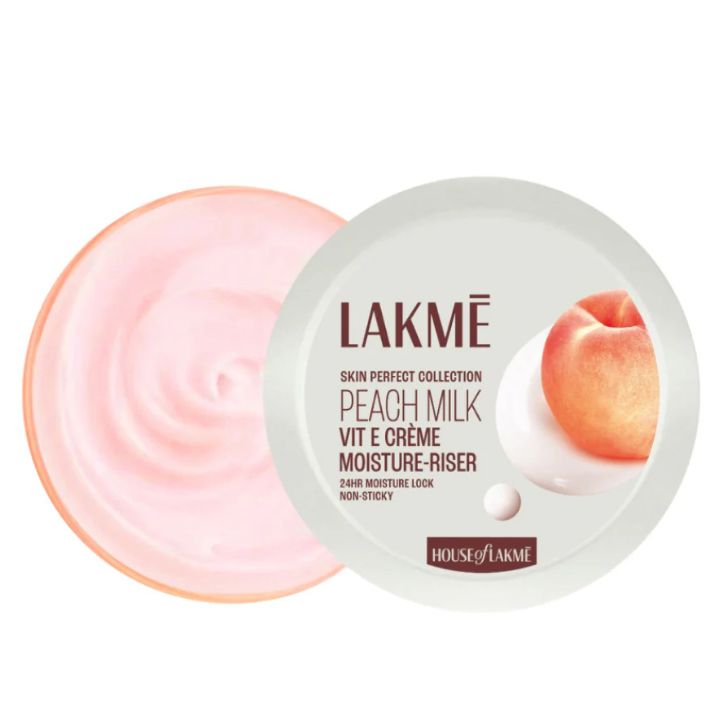 LAKMĒ
SKIN PERFECT COLLECTION
PEACH MILK
VIT E CRÈME
MOISTURE-RISER
24HR MOISTURE LOCK
NON-STICKY
HOUSE of LAKMĒ